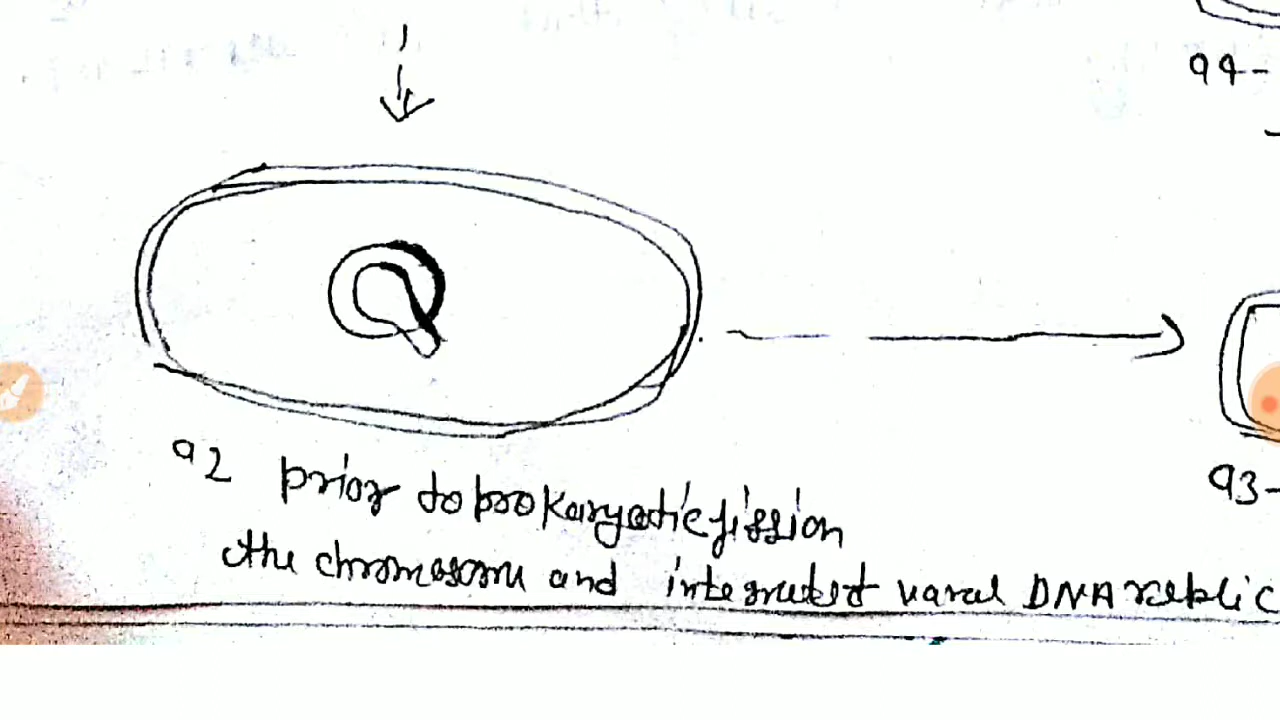 94-
92 prior to prokaryotic fission
93-
the chromosome and integrated viral DNA replic